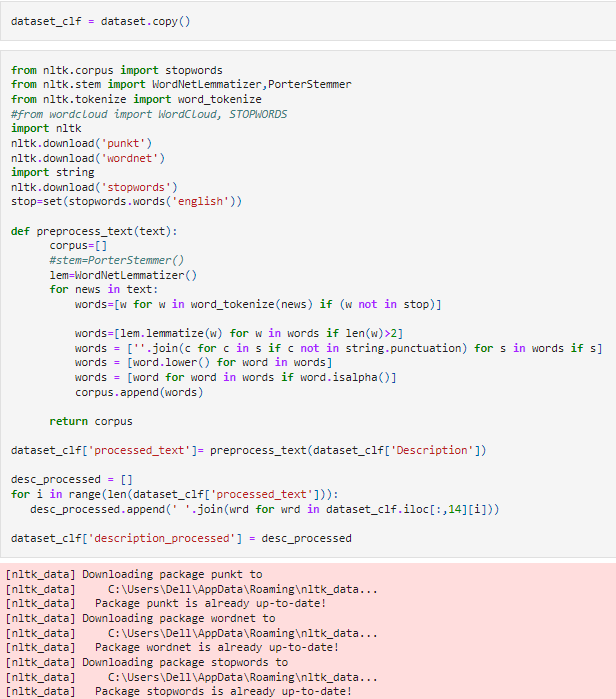 dataset_clf = dataset.copy()
from nltk.corpus import stopwords
from nltk.stem import WordNetLemmatizer,PorterStemmer
from nltk.tokenize import word_tokenize
#from wordcloud import WordCloud, STOPWORDS
import nltk
nltk.download('punkt')
nltk.download('wordnet')
import string
nltk.download('stopwords')
stop=set(stopwords.words('english'))
def preprocess_text(text):
corpus=[]
#stem=PorterStemmer()
lem=WordNetLemmatizer()
for news in text:
words=[w for w in word_tokenize(news) if (w not in stop)]
words=[lem.lemmatize(w) for w in words if len(w)>2]
words = [''.join(c for c in s if c not in string.punctuation) for s in words if s]
words = [word.lower() for word in words]
words = [word for word in words if word.isalpha()]
corpus.append(words)
return corpus
dataset_clf['processed_text']= preprocess_text(dataset_clf['Description'])
desc_processed = []
for i in range(len(dataset_clf['processed_text'])):
desc_processed.append(' '.join(wrd for wrd in dataset_clf.iloc[:,14][i]))
dataset_clf['description_processed'] = desc_processed
[nltk_data] Downloading package punkt to
[nltk_data]     C:\Users\Dell\AppData\Roaming\nltk_data...
[nltk_data]   Package punkt is already up-to-date!
[nltk_data] Downloading package wordnet to
[nltk_data]     C:\Users\Dell\AppData\Roaming\nltk_data...
[nltk_data]   Package wordnet is already up-to-date!
[nltk_data] Downloading package stopwords to
[nltk_data]     C:\Users\Dell\AppData\Roaming\nltk_data...
[nltk_data]   Package stopwords is already up-to-date!